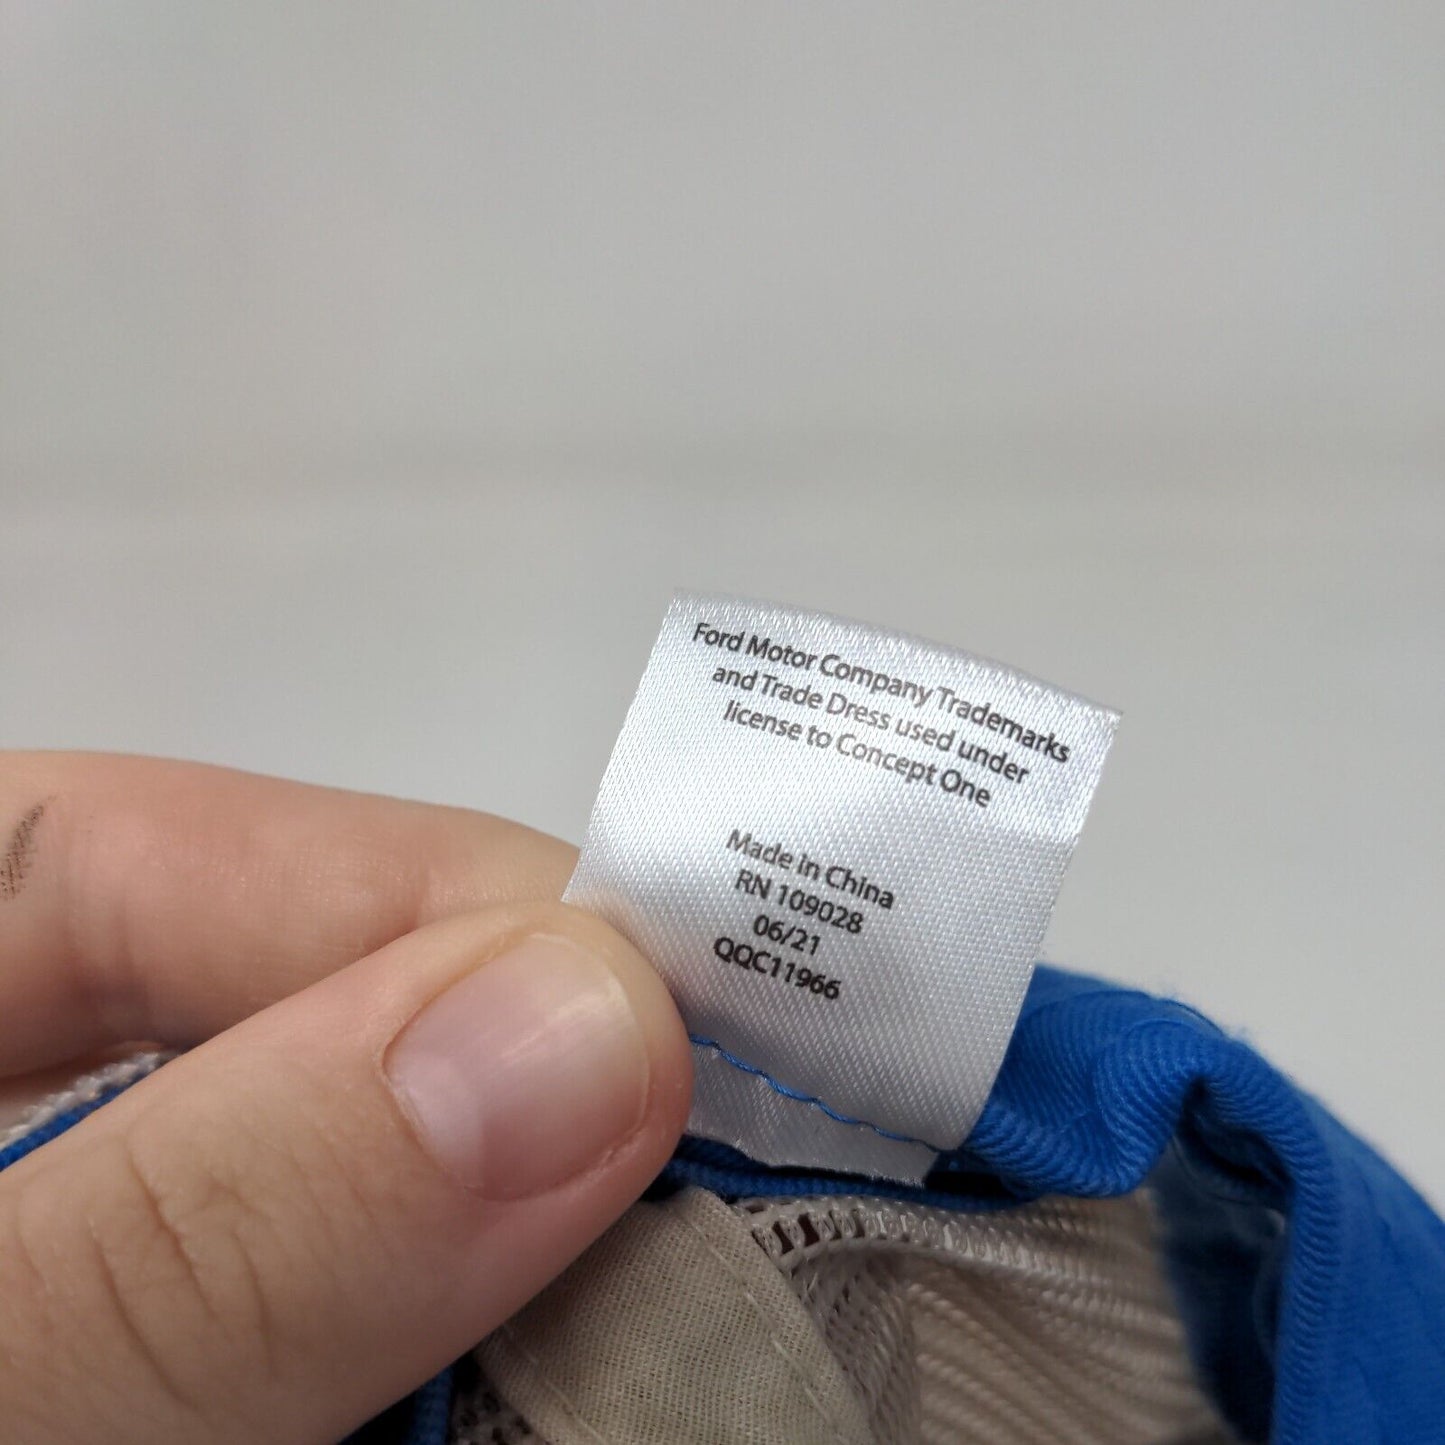 Ford Motor Company Trademarks
and Trade Dress used under
license to Concept One
Made in China
RN 109028
06/21
QQC11966